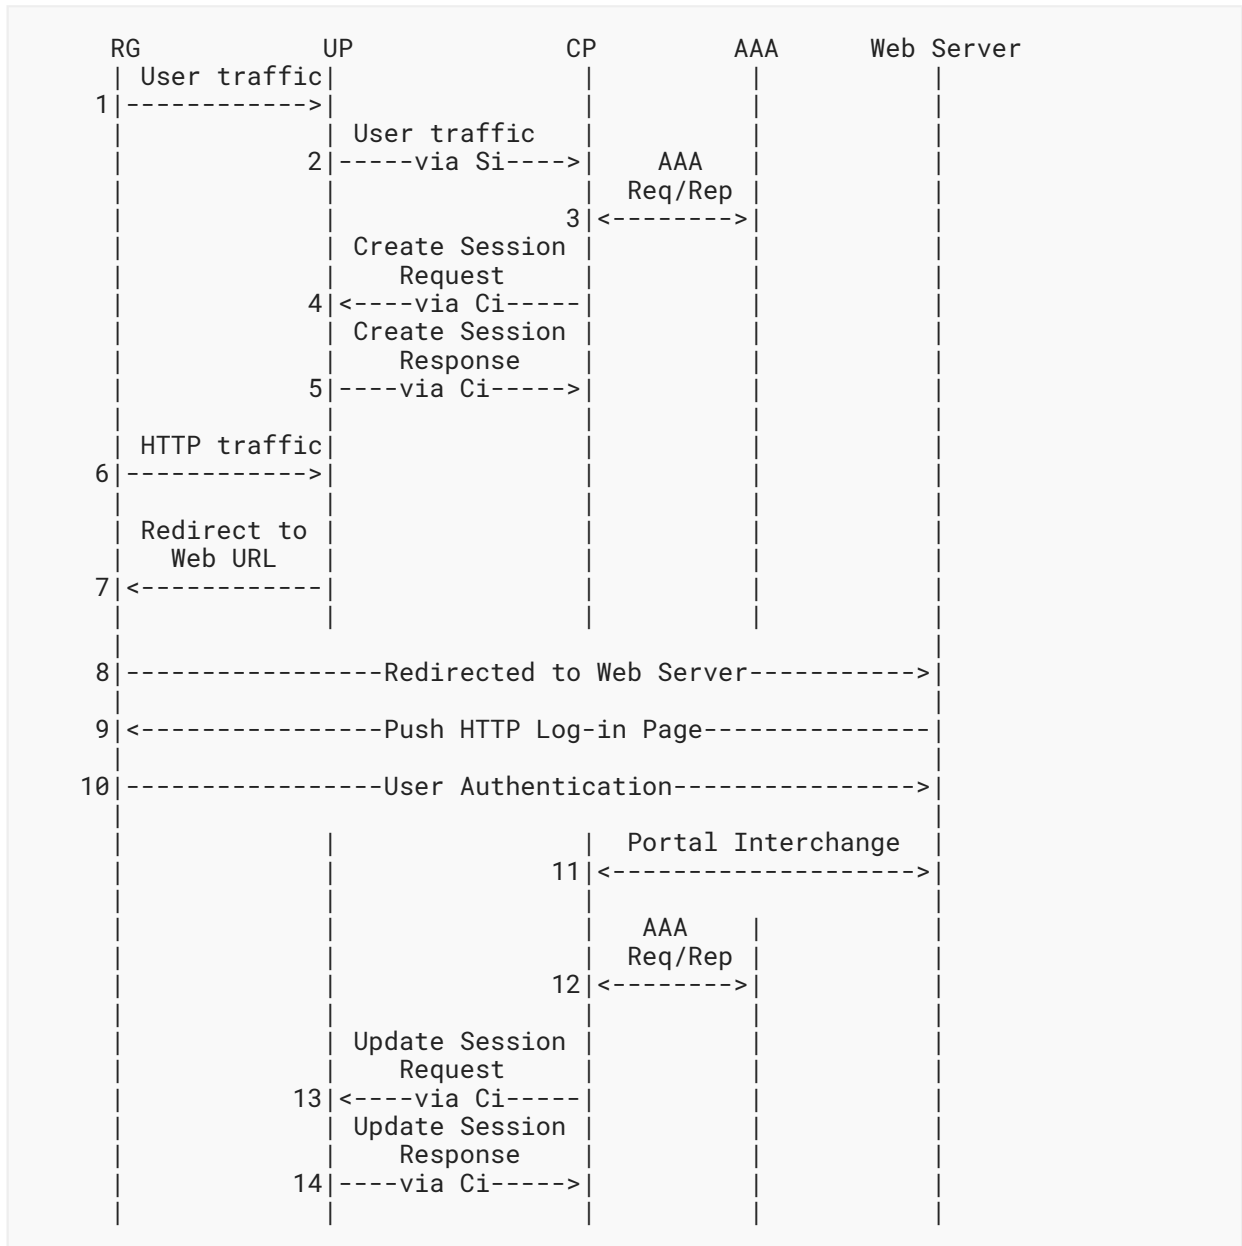 RG UP CP AAA Web Server
| User traffic| | | |
1|------------>| | | |
| | User traffic | | |
| 2|-----via Si---->| AAA | |
| | | Req/Rep | |
| | 3|<-------->| |
| | Create Session | | |
| | Request | | |
| 4|<----via Ci-----| | |
| | Create Session | | |
| | Response | | |
| 5|----via Ci----->| | |
| | | | |
| HTTP traffic| | | |
6|------------>| | | |
| | | | |
| Redirect to | | | |
| Web URL | | | |
7|<------------| | | |
| | | | |
| |
8|-----------------Redirected to Web Server----------->|
| |
9|<----------------Push HTTP Log-in Page---------------|
| |
10|-----------------User Authentication---------------->|
| |
| | | Portal Interchange |
| | 11|<--------------------->|
| | | |
| | | AAA | |
| | | Req/Rep | |
| | 12|<-------->| |
| | | | |
| | Update Session | | |
| | Request | | |
| 13|<----via Ci-----| | |
| | Update Session | | |
| | Response | | |
| 14|----via Ci----->| | |
| | | | |